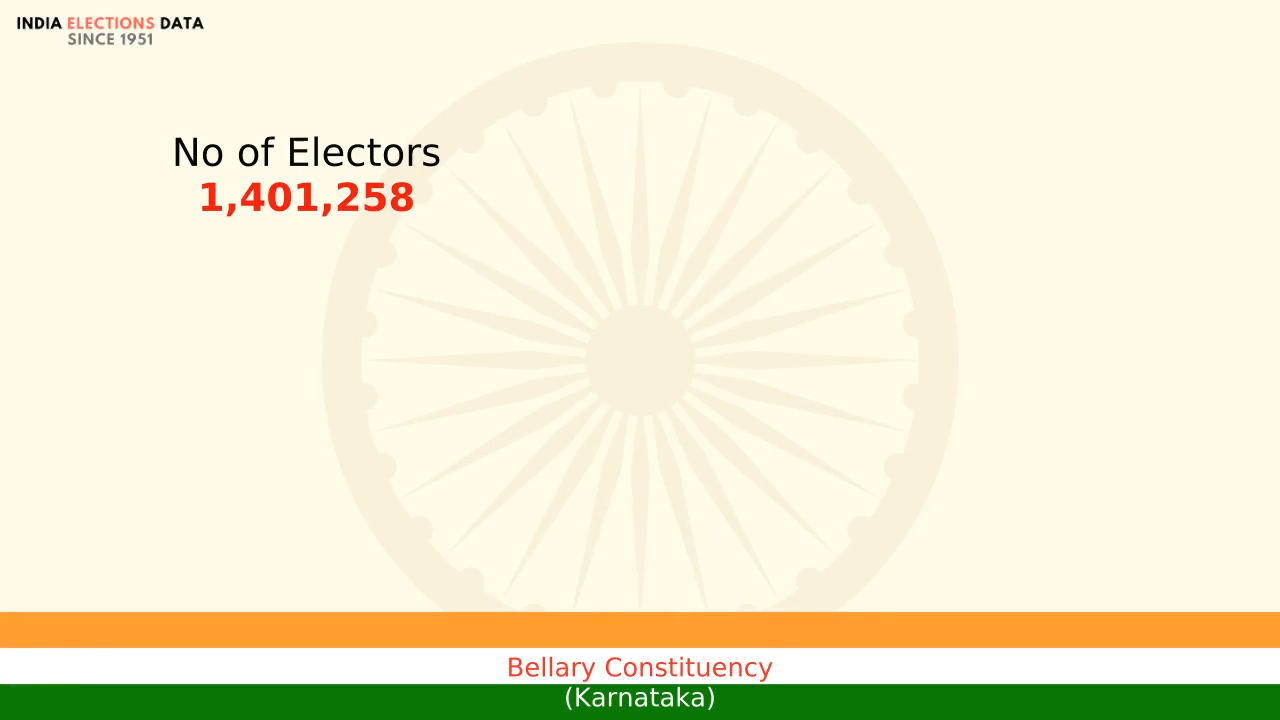 INDIA ELECTIONS DATA
SINCE 1951
No of Electors
1,401,258
Bellary Constituency
(Karnataka)